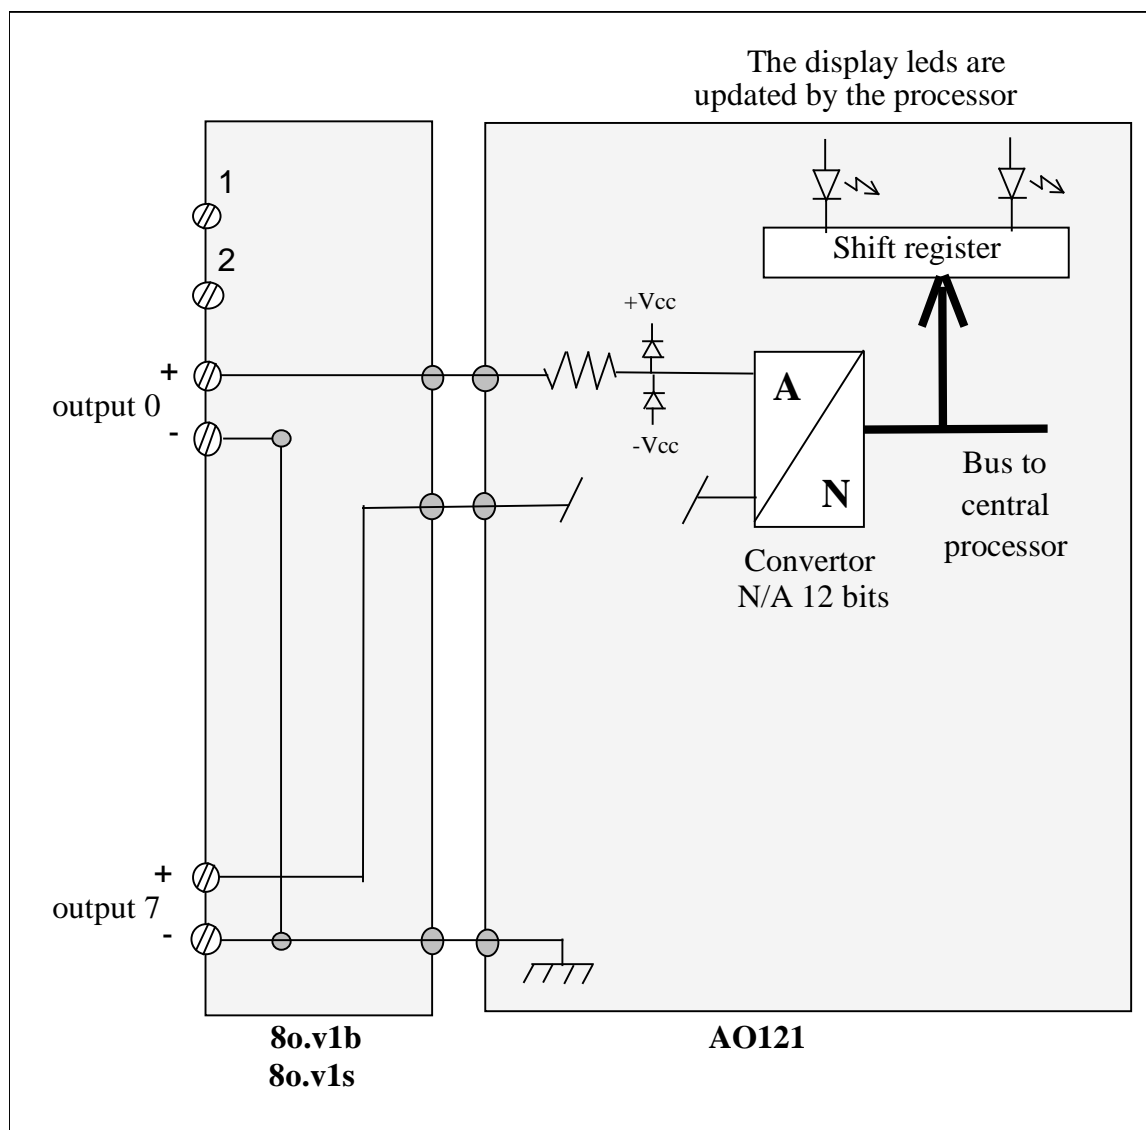 The display leds are
updated by the processor
1
2
Shift register
+Vcc
+
output 0
-
A
-Vcc
N
Bus to
central
processor
Convertor
N/A 12 bits
+
output 7
-
8o.v1b
8o.v1s
AO121